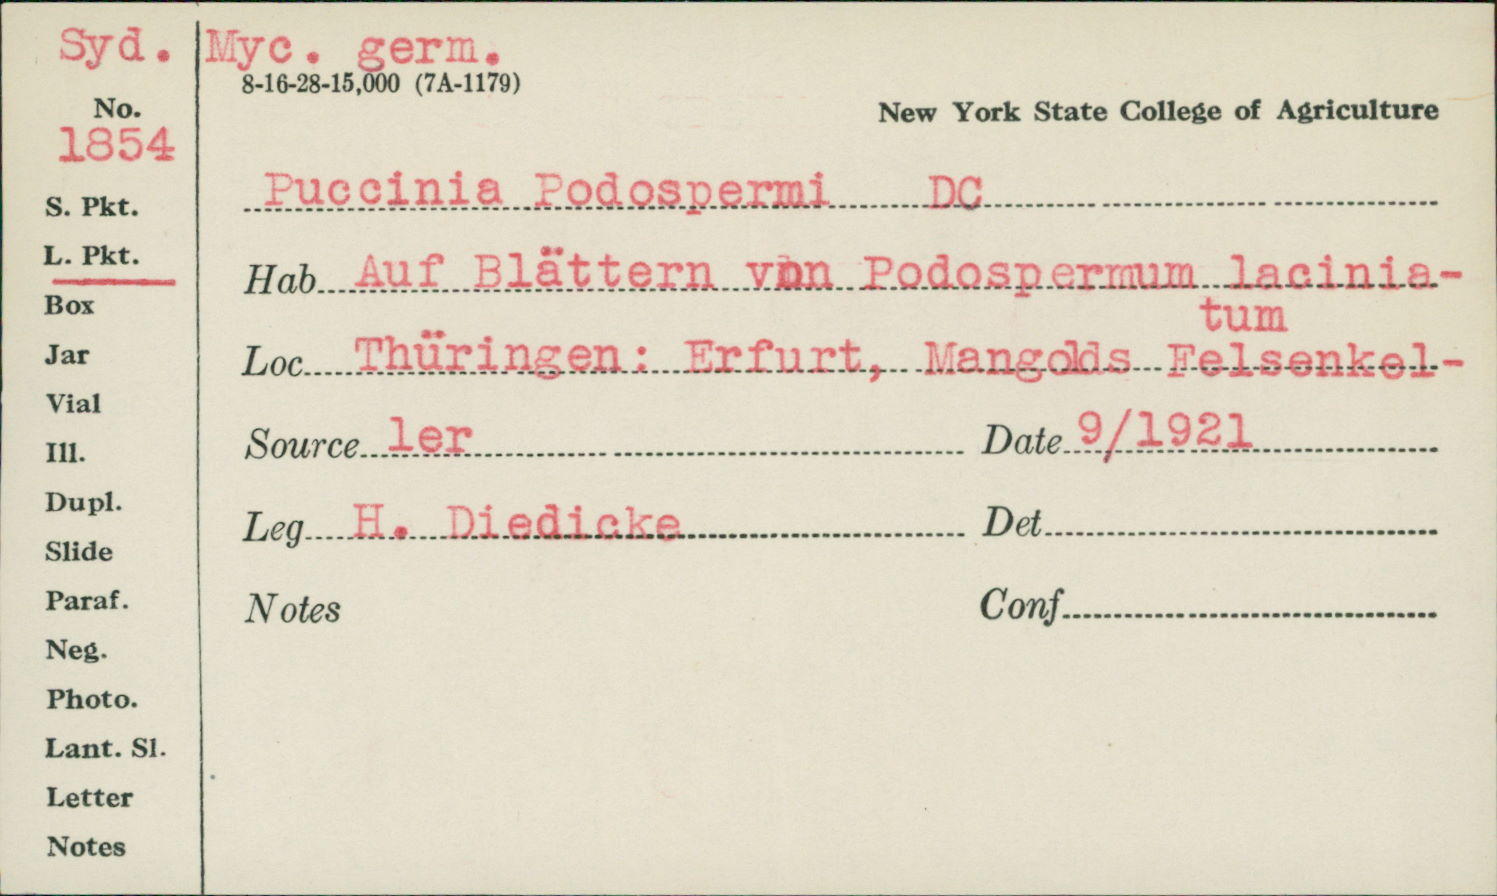 Syd. Myc. germ.
8-16-28-15,000 (7A-1179)
No.
New York State College of Agriculture
1854
Puccinia Podospermi DC
S. Pkt.
L. Pkt.
Hab. Auf Blättern von Podospermum lacinia-
tum
Box
Jar
Loc. Thüringen: Erfurt, Mangolds Felsenkel-
Vial
Ill.
Source ler Date 9/1921
Dupl.
Leg. H. Diedicke Det
Slide
Paraf.
Notes Conf
Neg.
Photo.
Lant. Sl.
Letter
Notes